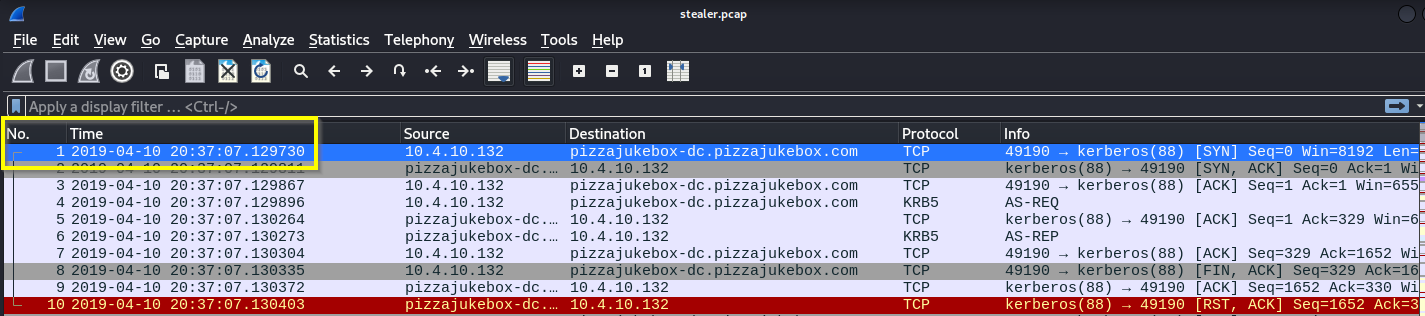 stealer.pcap
File Edit View Go Capture Analyze Statistics Telephony Wireless Tools Help
Apply a display filter … <Ctrl-/>
No. Time Source Destination Protocol Info
1 2019-04-10 20:37:07.129730 10.4.10.132 pizzajukebox-dc.pizzajukebox.com TCP 49190 → kerberos(88) [SYN] Seq=0 Win=8192 Len=
2 2019-04-10 20:37:07.129811 pizzajukebox-dc.… 10.4.10.132 TCP kerberos(88) → 49190 [SYN, ACK] Seq=0 Ack=1 Wi
3 2019-04-10 20:37:07.129867 10.4.10.132 pizzajukebox-dc.pizzajukebox.com TCP 49190 → kerberos(88) [ACK] Seq=1 Ack=1 Win=655
4 2019-04-10 20:37:07.129896 10.4.10.132 pizzajukebox-dc.pizzajukebox.com KRB5 AS-REQ
5 2019-04-10 20:37:07.130264 pizzajukebox-dc.… 10.4.10.132 TCP kerberos(88) → 49190 [ACK] Seq=1 Ack=329 Win=6
6 2019-04-10 20:37:07.130273 pizzajukebox-dc.… 10.4.10.132 KRB5 AS-REP
7 2019-04-10 20:37:07.130304 10.4.10.132 pizzajukebox-dc.pizzajukebox.com TCP 49190 → kerberos(88) [ACK] Seq=329 Ack=1652 Wi
8 2019-04-10 20:37:07.130335 10.4.10.132 pizzajukebox-dc.pizzajukebox.com TCP 49190 → kerberos(88) [FIN, ACK] Seq=329 Ack=16
9 2019-04-10 20:37:07.130372 pizzajukebox-dc.… 10.4.10.132 TCP kerberos(88) → 49190 [ACK] Seq=1652 Ack=330 Wi
10 2019-04-10 20:37:07.130403 pizzajukebox-dc.… 10.4.10.132 TCP kerberos(88) → 49190 [RST, ACK] Seq=1652 Ack=3